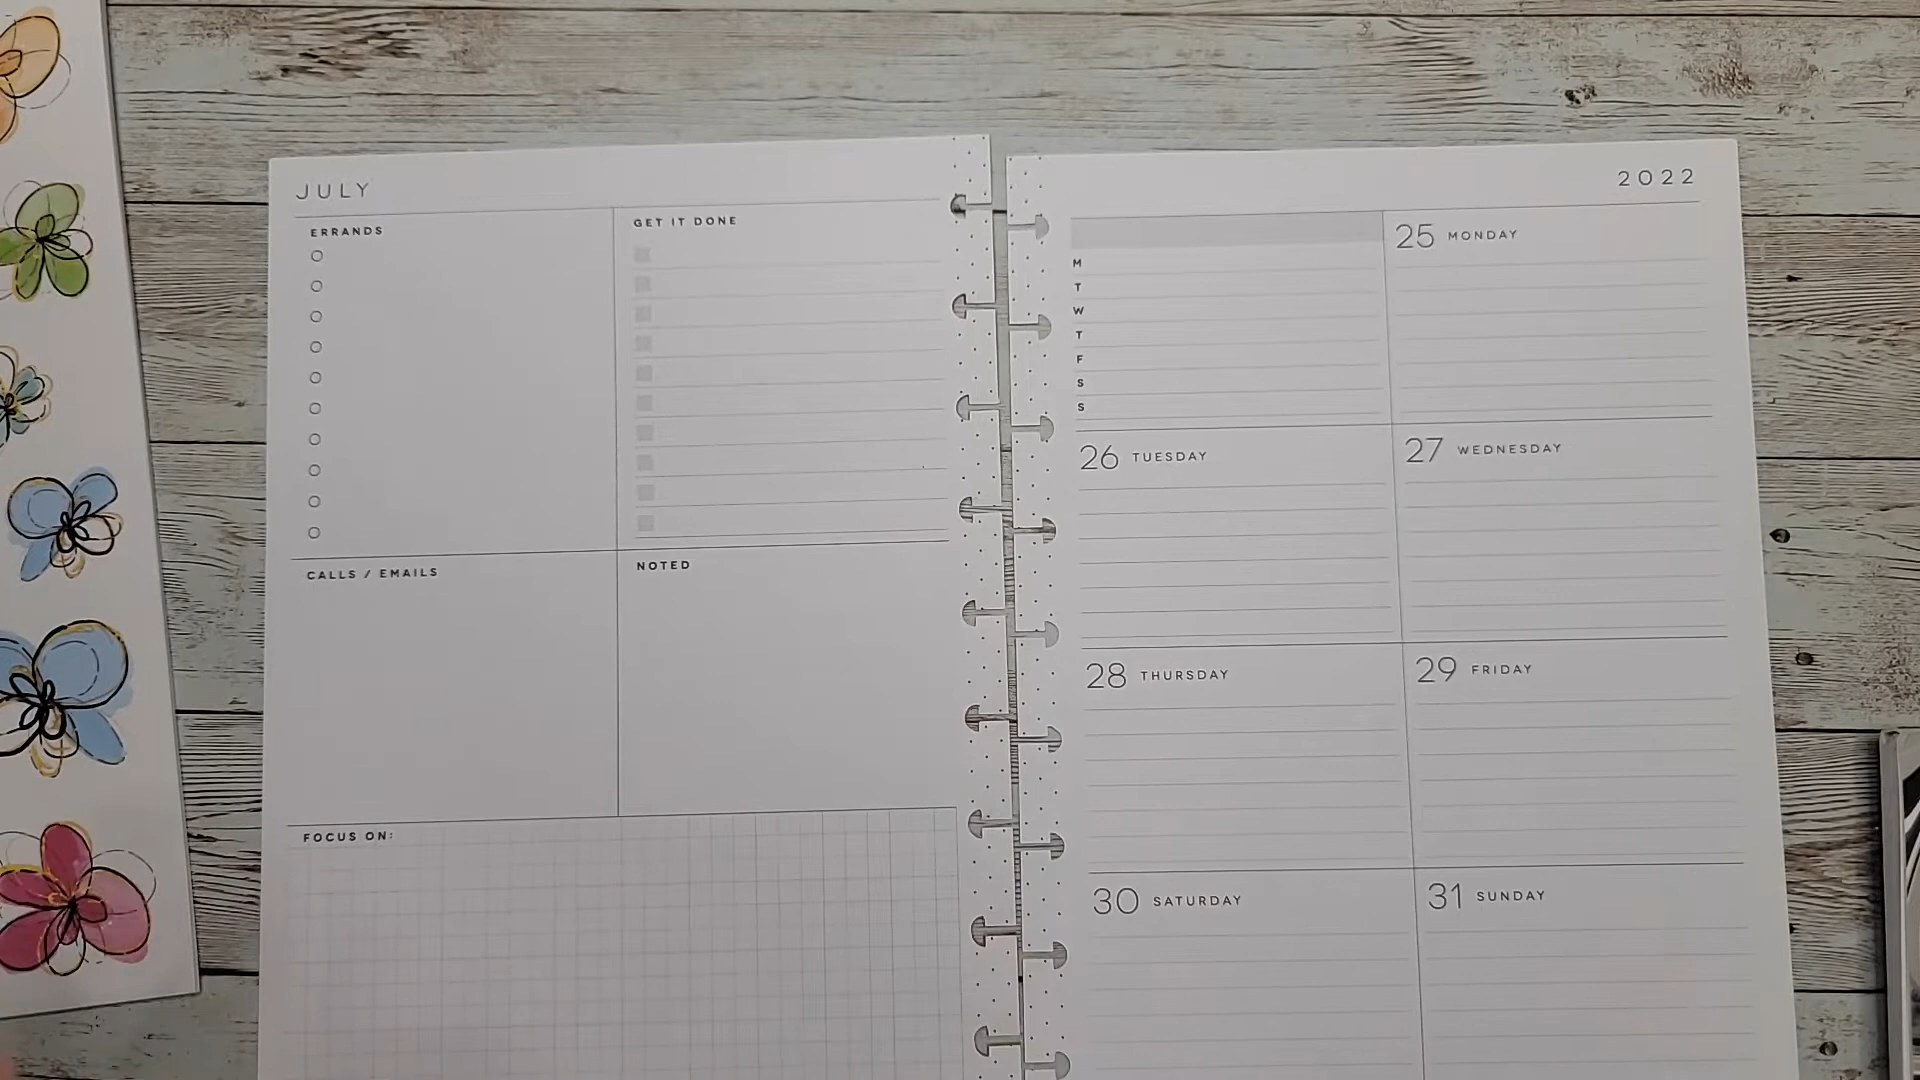 JULY
ERRANDS
GET IT DONE
CALLS / EMAILS
NOTED
FOCUS ON:
2022
M
T
W
T
F
S
S
25 MONDAY
26 TUESDAY
27 WEDNESDAY
28 THURSDAY
29 FRIDAY
30 SATURDAY
31 SUNDAY